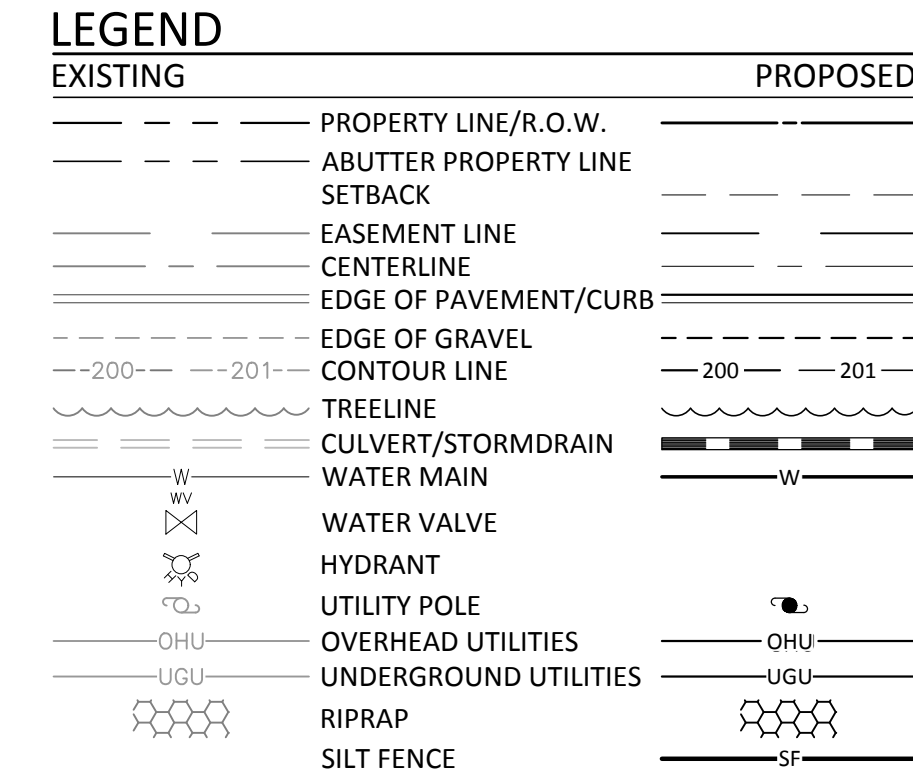 LEGEND
EXISTING PROPOSED
PROPERTY LINE/R.O.W.
ABUTTER PROPERTY LINE
SETBACK
EASEMENT LINE
CENTERLINE
EDGE OF PAVEMENT/CURB
EDGE OF GRAVEL
200 201 CONTOUR LINE 200 201
TREELINE
CULVERT/STORMDRAIN
W WATER MAIN W
WV
WATER VALVE
HYDRANT
HYD
UTILITY POLE
OHU OVERHEAD UTILITIES OHU
UGU UNDERGROUND UTILITIES UGU
RIPRAP
SILT FENCE SF